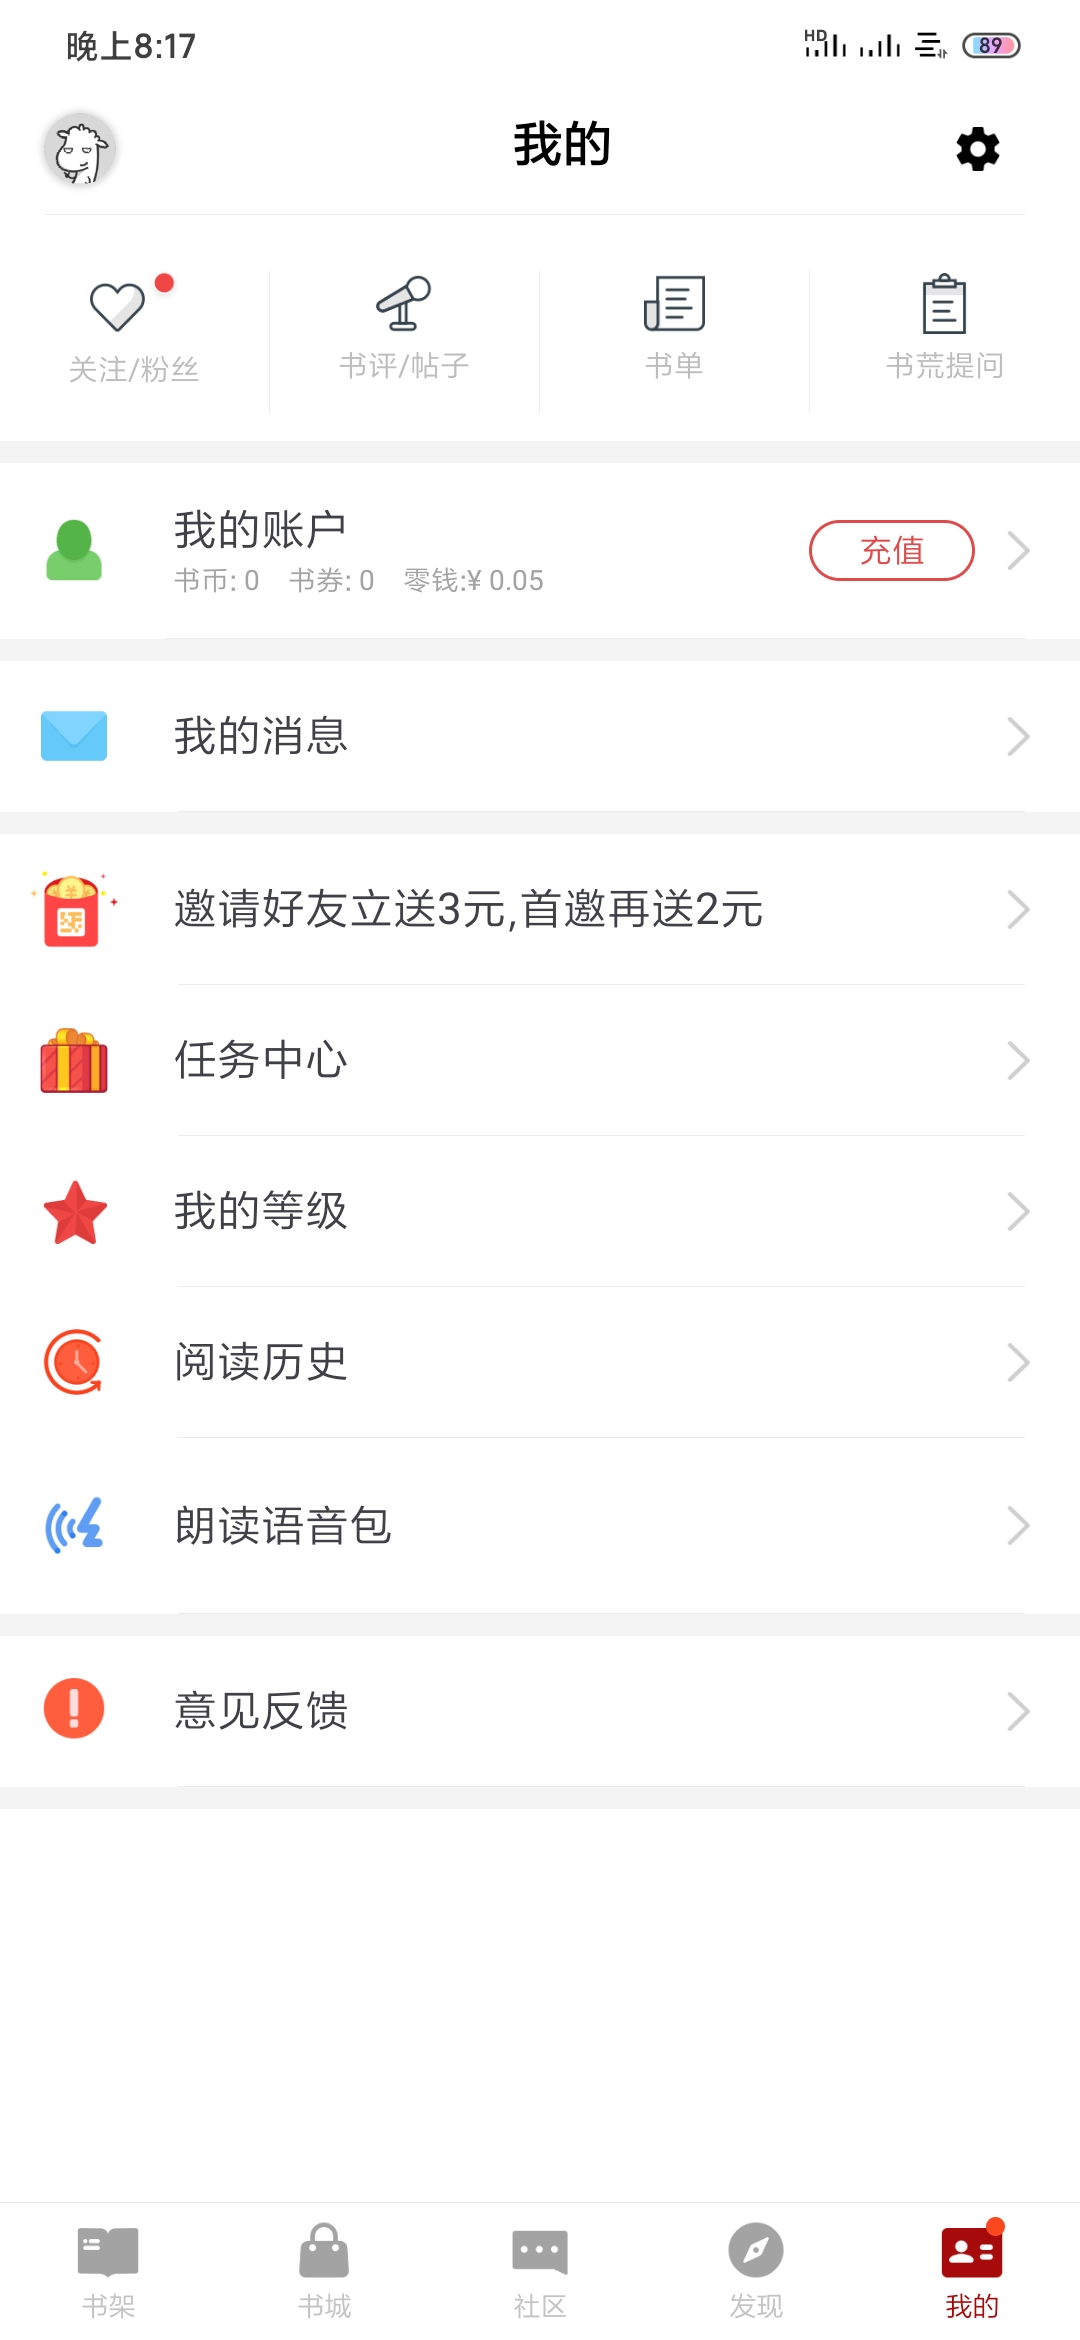 晚上8:17
HD
89
我的
关注/粉丝
书评/帖子
书单
书荒提问
我的账户
书币: 0 书券: 0 零钱:¥ 0.05
充值
我的消息
邀请好友立送3元,首邀再送2元
任务中心
我的等级
阅读历史
朗读语音包
意见反馈
书架
书城
社区
发现
我的